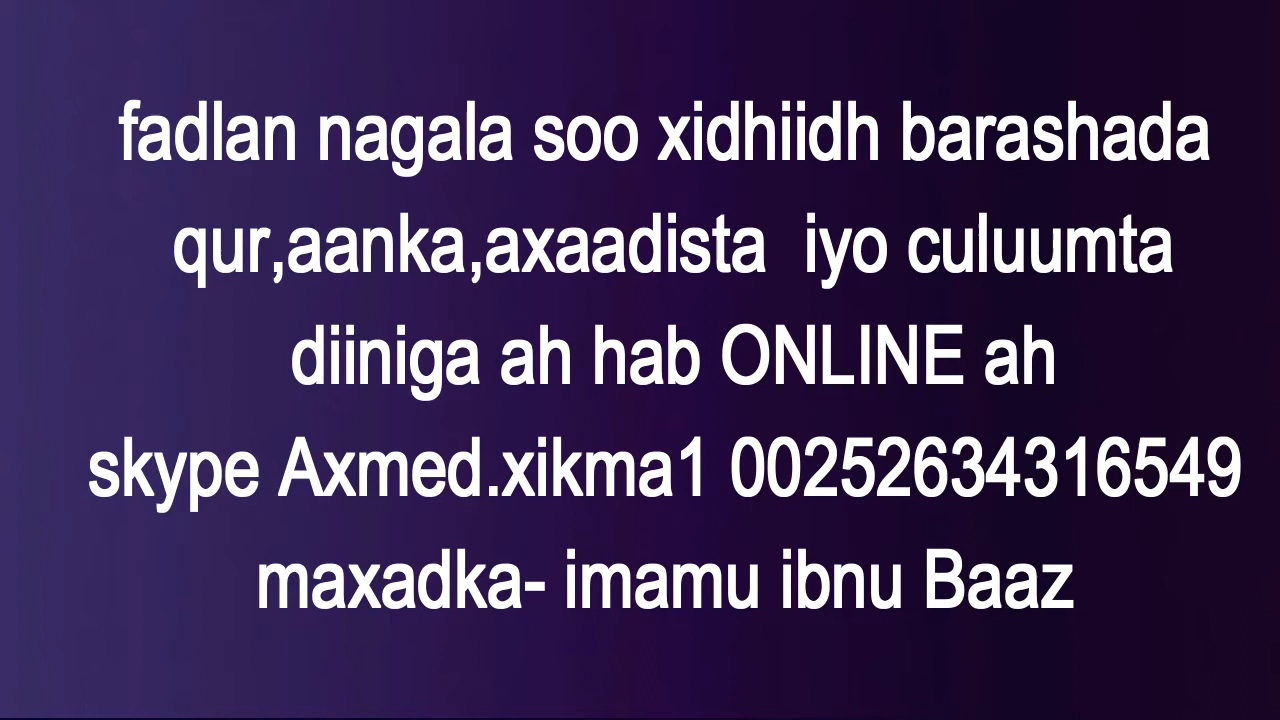 fadlan nagala soo xidhiidh barashada
qur,aanka,axaadista iyo culuumta
diiniga ah hab ONLINE ah
skype Axmed.xikma1 00252634316549
maxadka- imamu ibnu Baaz